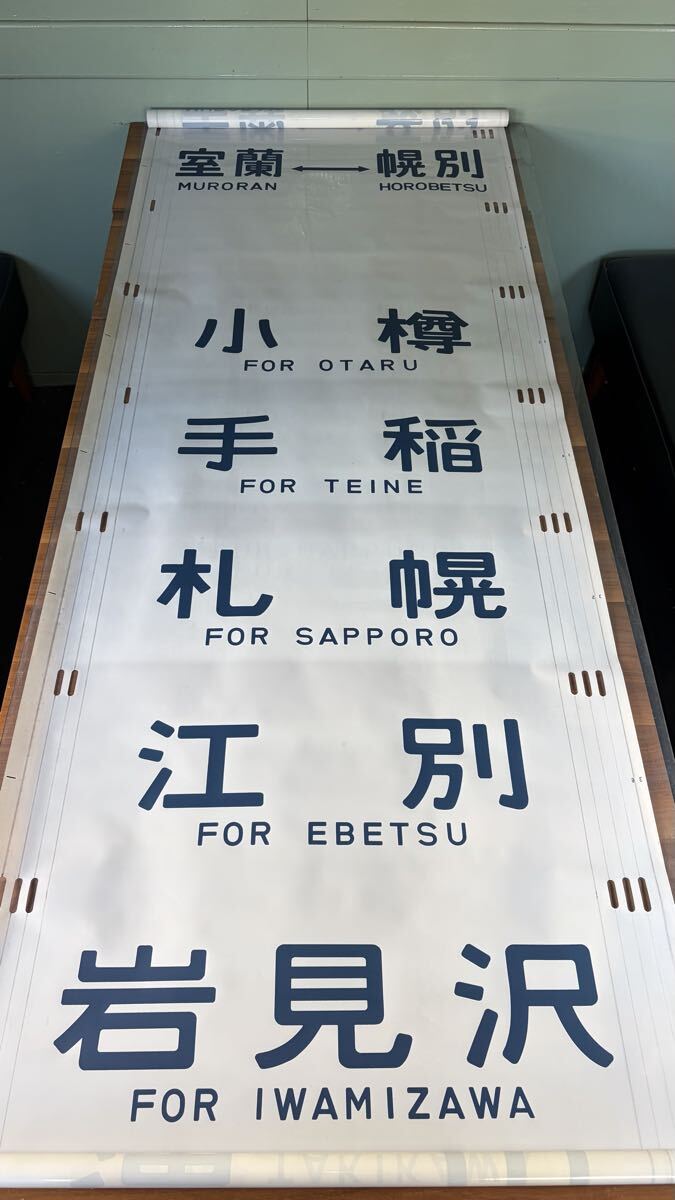 室蘭 ↔ 幌別
MURORAN HOROBETSU
小樽
FOR OTARU
手稲
FOR TEINE
札幌
FOR SAPPORO
江別
FOR EBETSU
岩見沢
FOR IWAMIZAWA